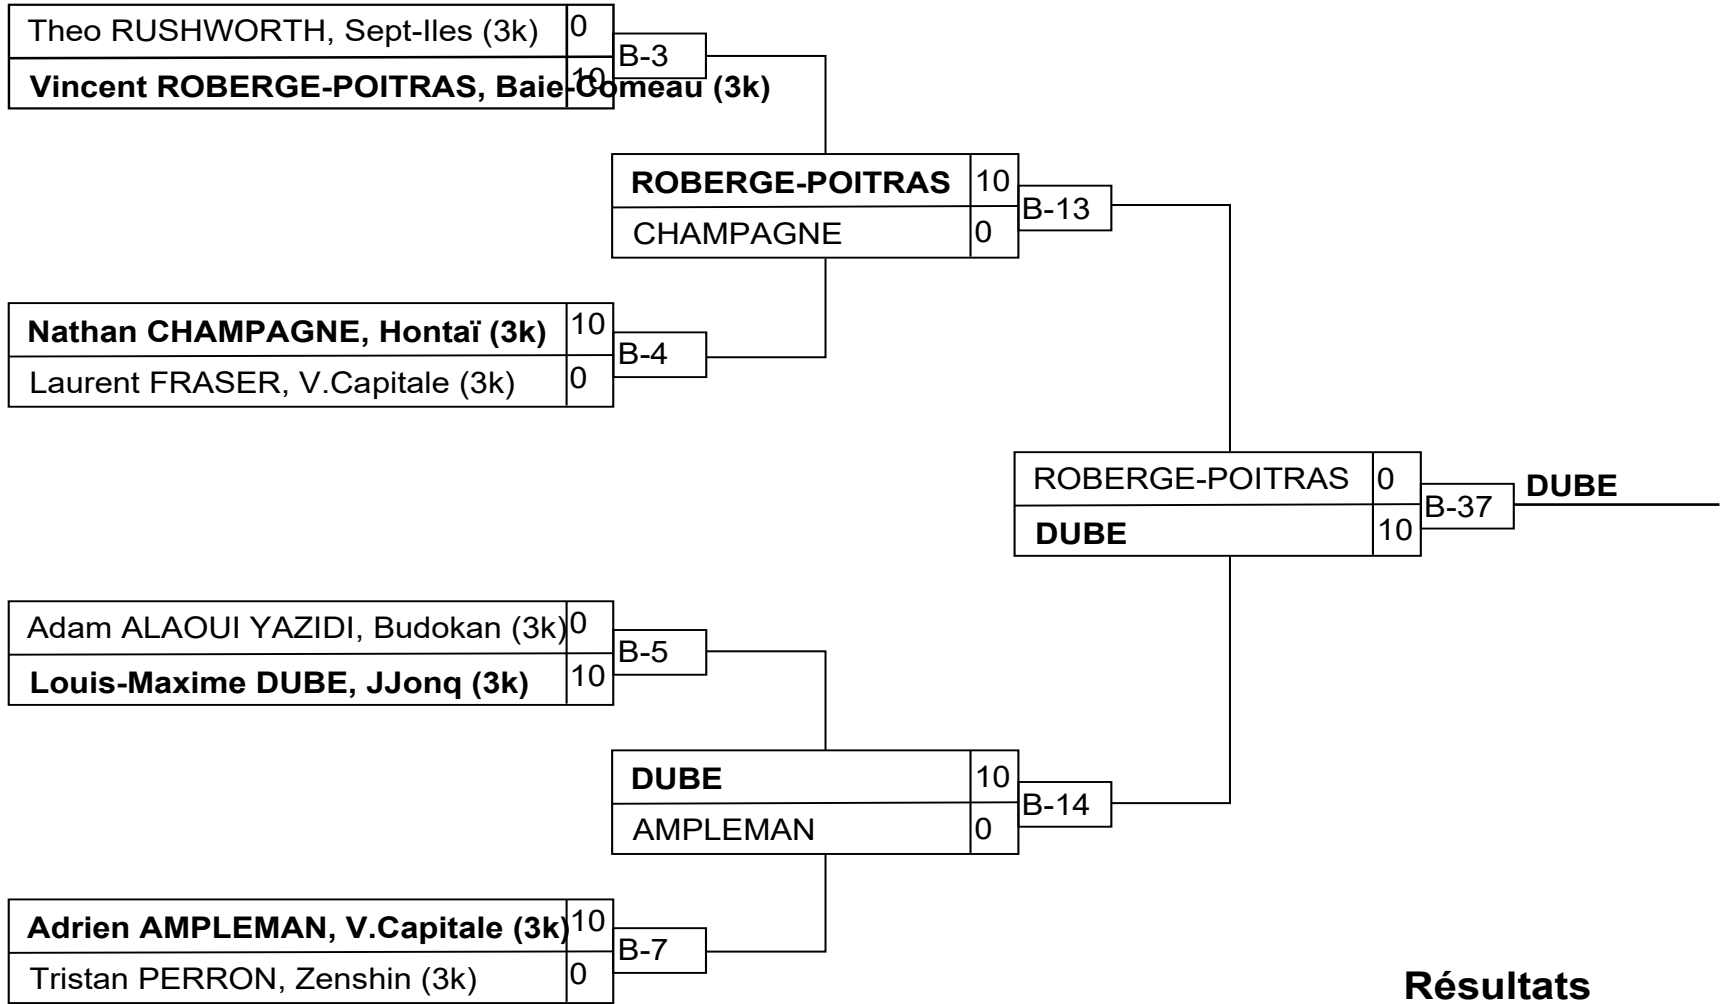 Theo RUSHWORTH, Sept-Iles (3k) 0
B-3
Vincent ROBERGE-POITRAS, Baie-Comeau (3k) 10
ROBERGE-POITRAS 10
B-13
CHAMPAGNE 0
Nathan CHAMPAGNE, Hontaï (3k) 10
B-4
Laurent FRASER, V.Capitale (3k) 0
ROBERGE-POITRAS 0
DUBE
B-37
DUBE 10
Adam ALAOUI YAZIDI, Budokan (3k) 0
B-5
Louis-Maxime DUBE, JJonq (3k) 10
DUBE 10
B-14
AMPLEMAN 0
Adrien AMPLEMAN, V.Capitale (3k) 10
B-7
Tristan PERRON, Zenshin (3k) 0
Résultats